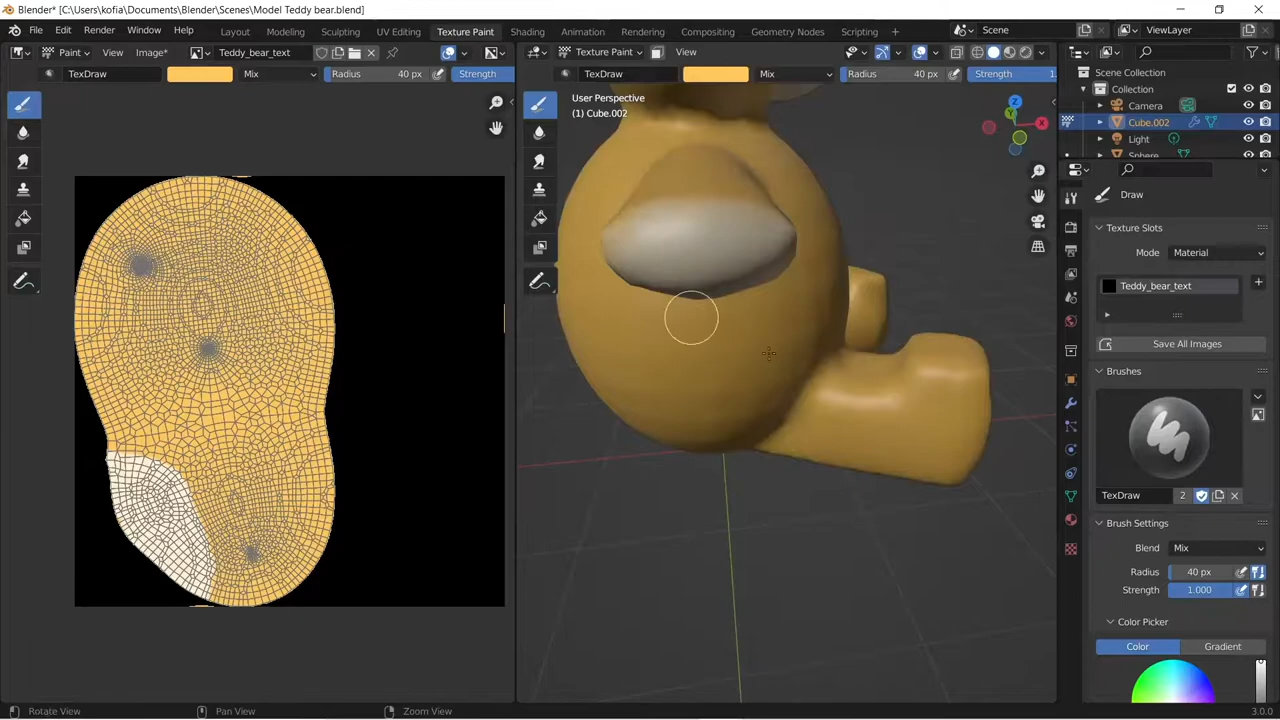 Blender* [C:\Users\kofia\Documents\Blender\Scenes\Model Teddy bear.blend]
File Edit Render Window Help Layout Modeling Sculpting UV Editing Texture Paint Shading Animation Rendering Compositing Geometry Nodes Scripting Scene ViewLayer
Paint View Image* Teddy_bear_text Texture Paint View
TexDraw Mix Radius 40 px Strength TexDraw Mix Radius 40 px Strength 1.
User Perspective
(1) Cube.002
Z
X
Scene Collection
Collection
Camera
Cube.002
Light
Sphere
Draw
Texture Slots
Mode Material
Teddy_bear_text
Save All Images
Brushes
TexDraw 2
Brush Settings
Blend Mix
Radius 40 px
Strength 1.000
Color Picker
Color Gradient
Rotate View Pan View Zoom View 3.0.0